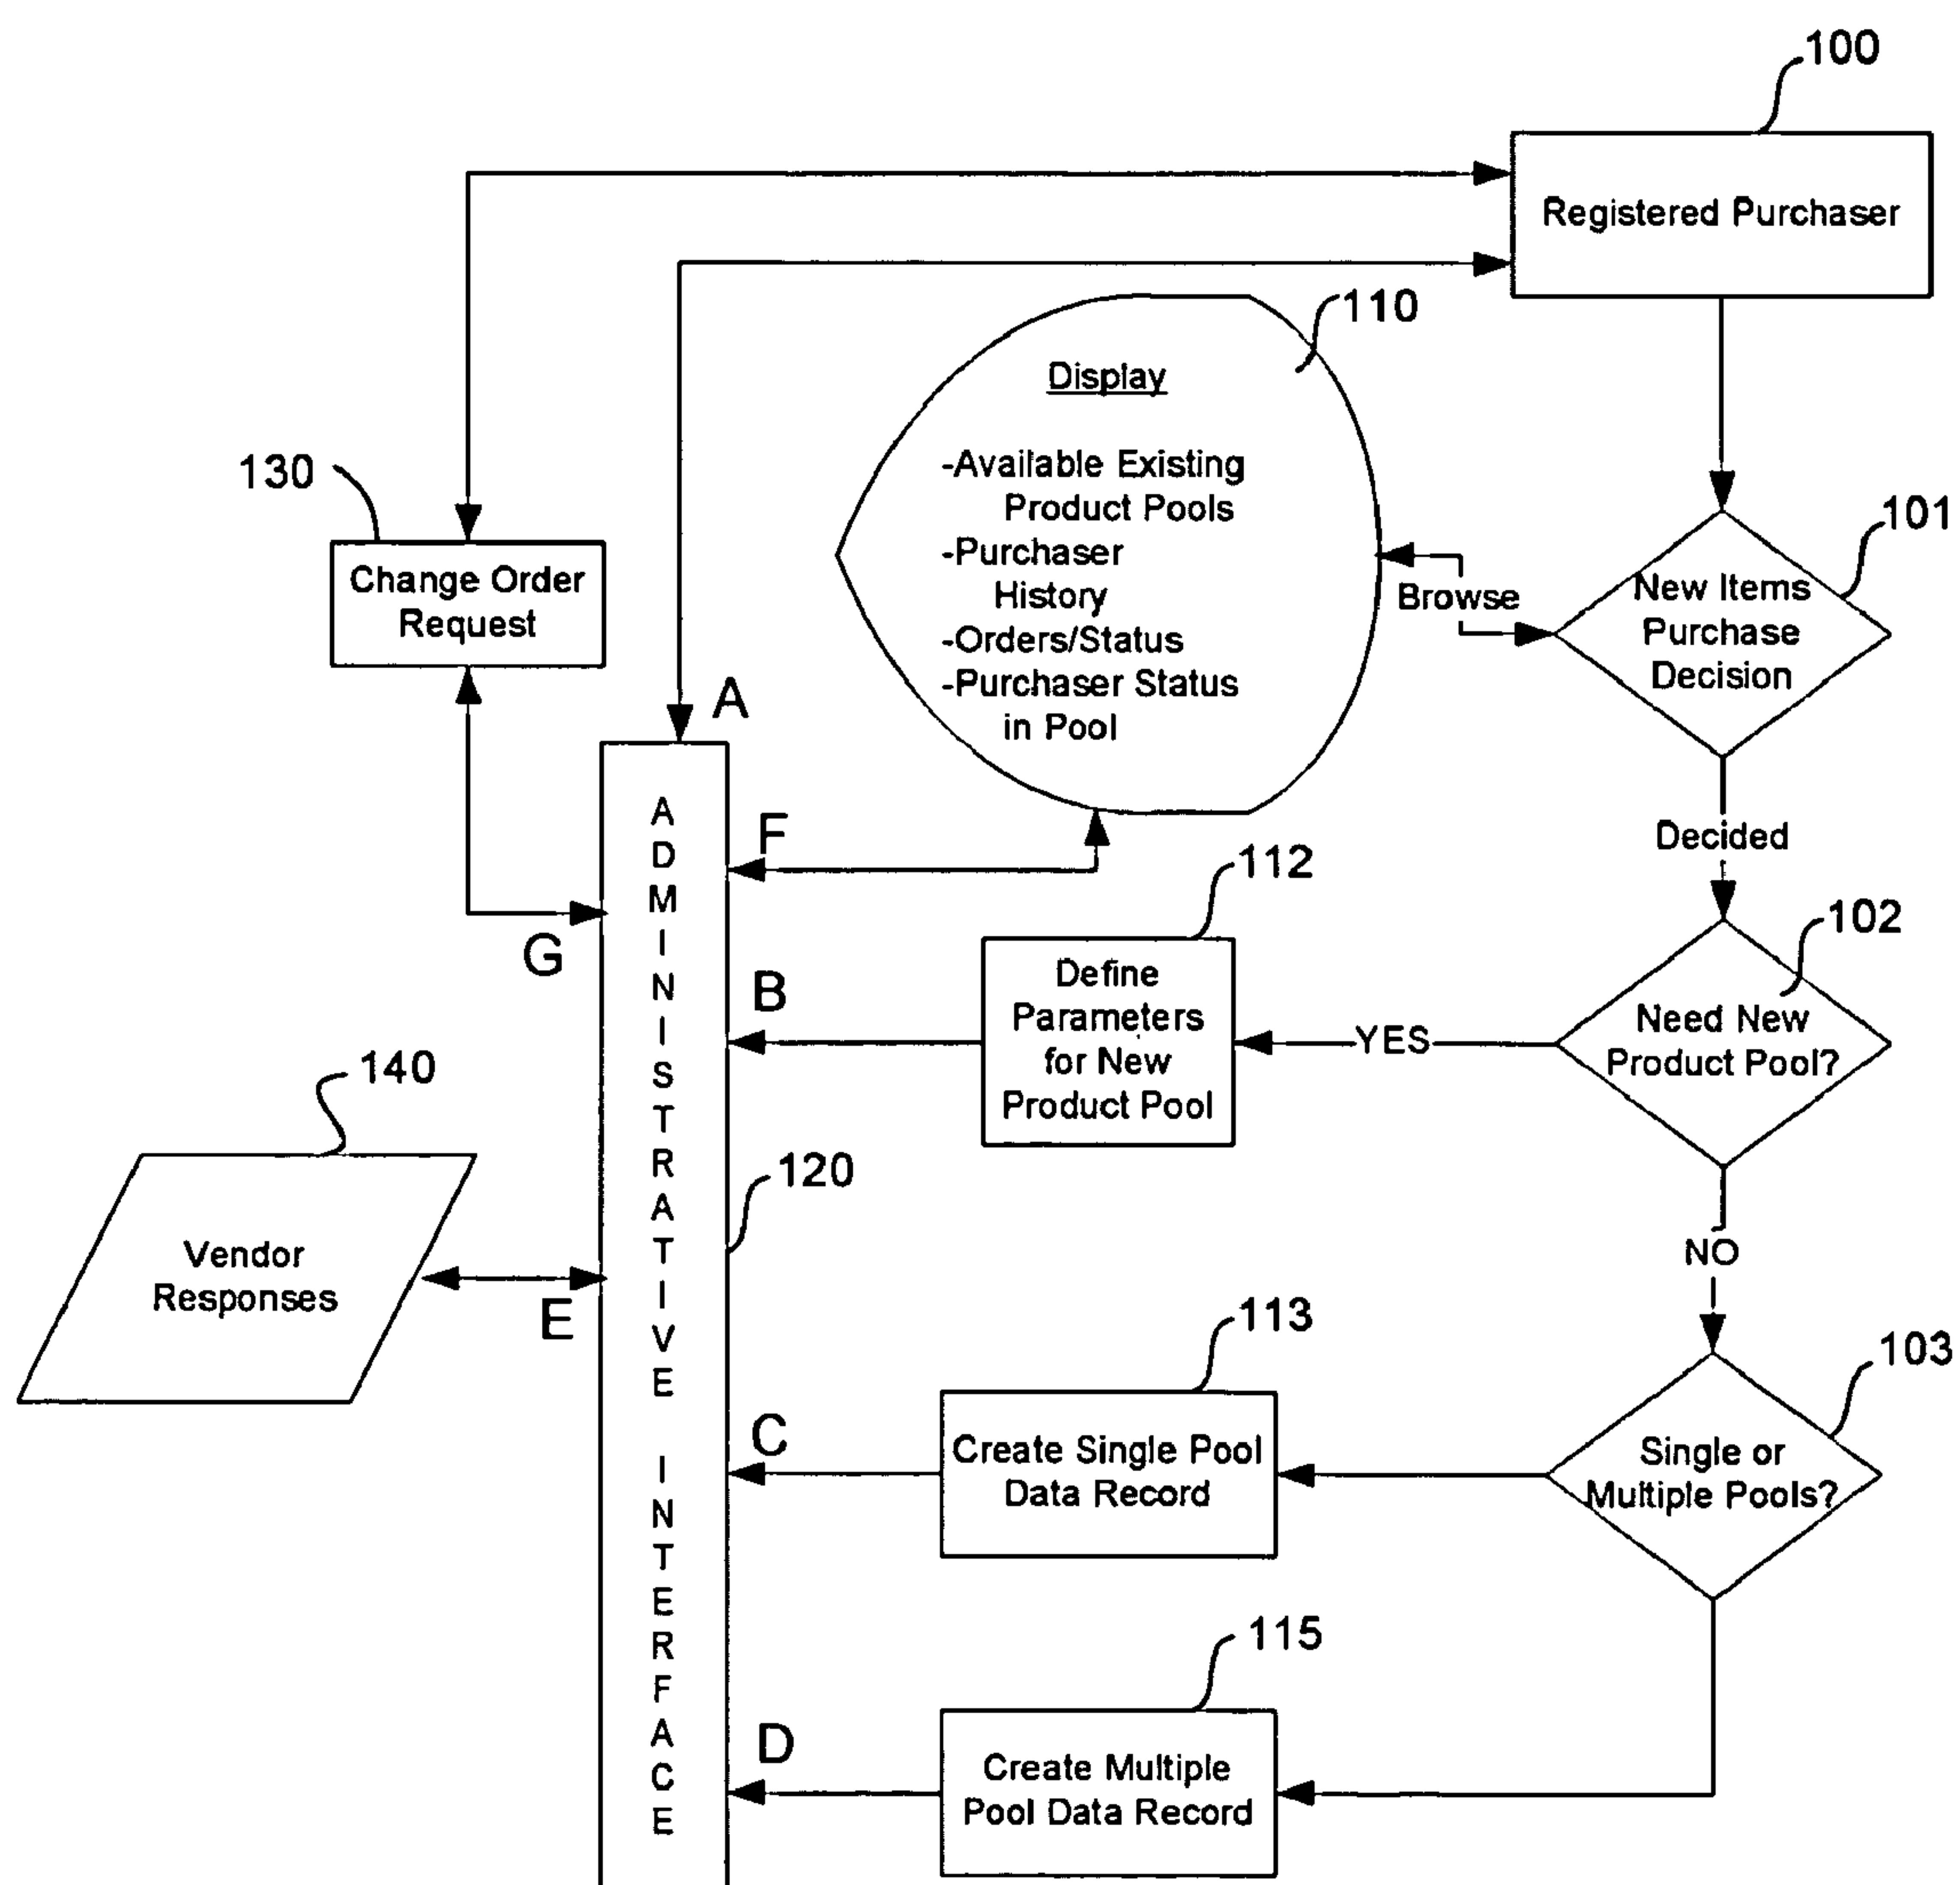 100
Registered Purchaser
110
Display
-Available Existing
Product Pools
-Purchaser
History
-Orders/Status
-Purchaser Status
in Pool
130
Change Order
Request
101
New Items
Purchase
Decision
Browse
A
Decided
F
112
102
G
B
Define
Parameters
for New
Product Pool
YES
Need New
Product Pool?
140
120
Vendor
Responses
E
NO
ADMINISTRATIVE INTERFACE
113
103
C
Create Single Pool
Data Record
Single or
Multiple Pools?
115
D
Create Multiple
Pool Data Record